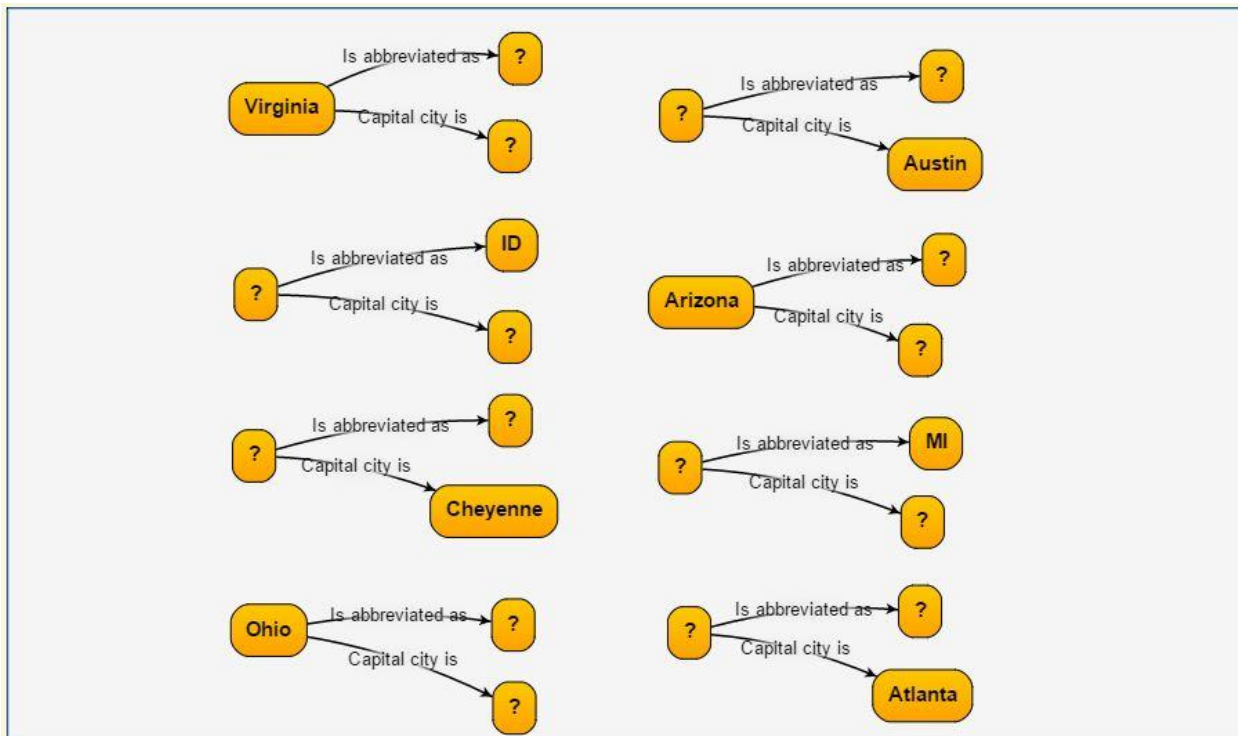 Is abbreviated as
?
Virginia
Capital city is
?
Is abbreviated as
?
?
Capital city is
Austin
Is abbreviated as
ID
?
Capital city is
?
Is abbreviated as
?
Arizona
Capital city is
?
Is abbreviated as
?
?
Capital city is
Cheyenne
Is abbreviated as
MI
?
Capital city is
?
Is abbreviated as
?
Ohio
Capital city is
?
Is abbreviated as
?
?
Capital city is
Atlanta